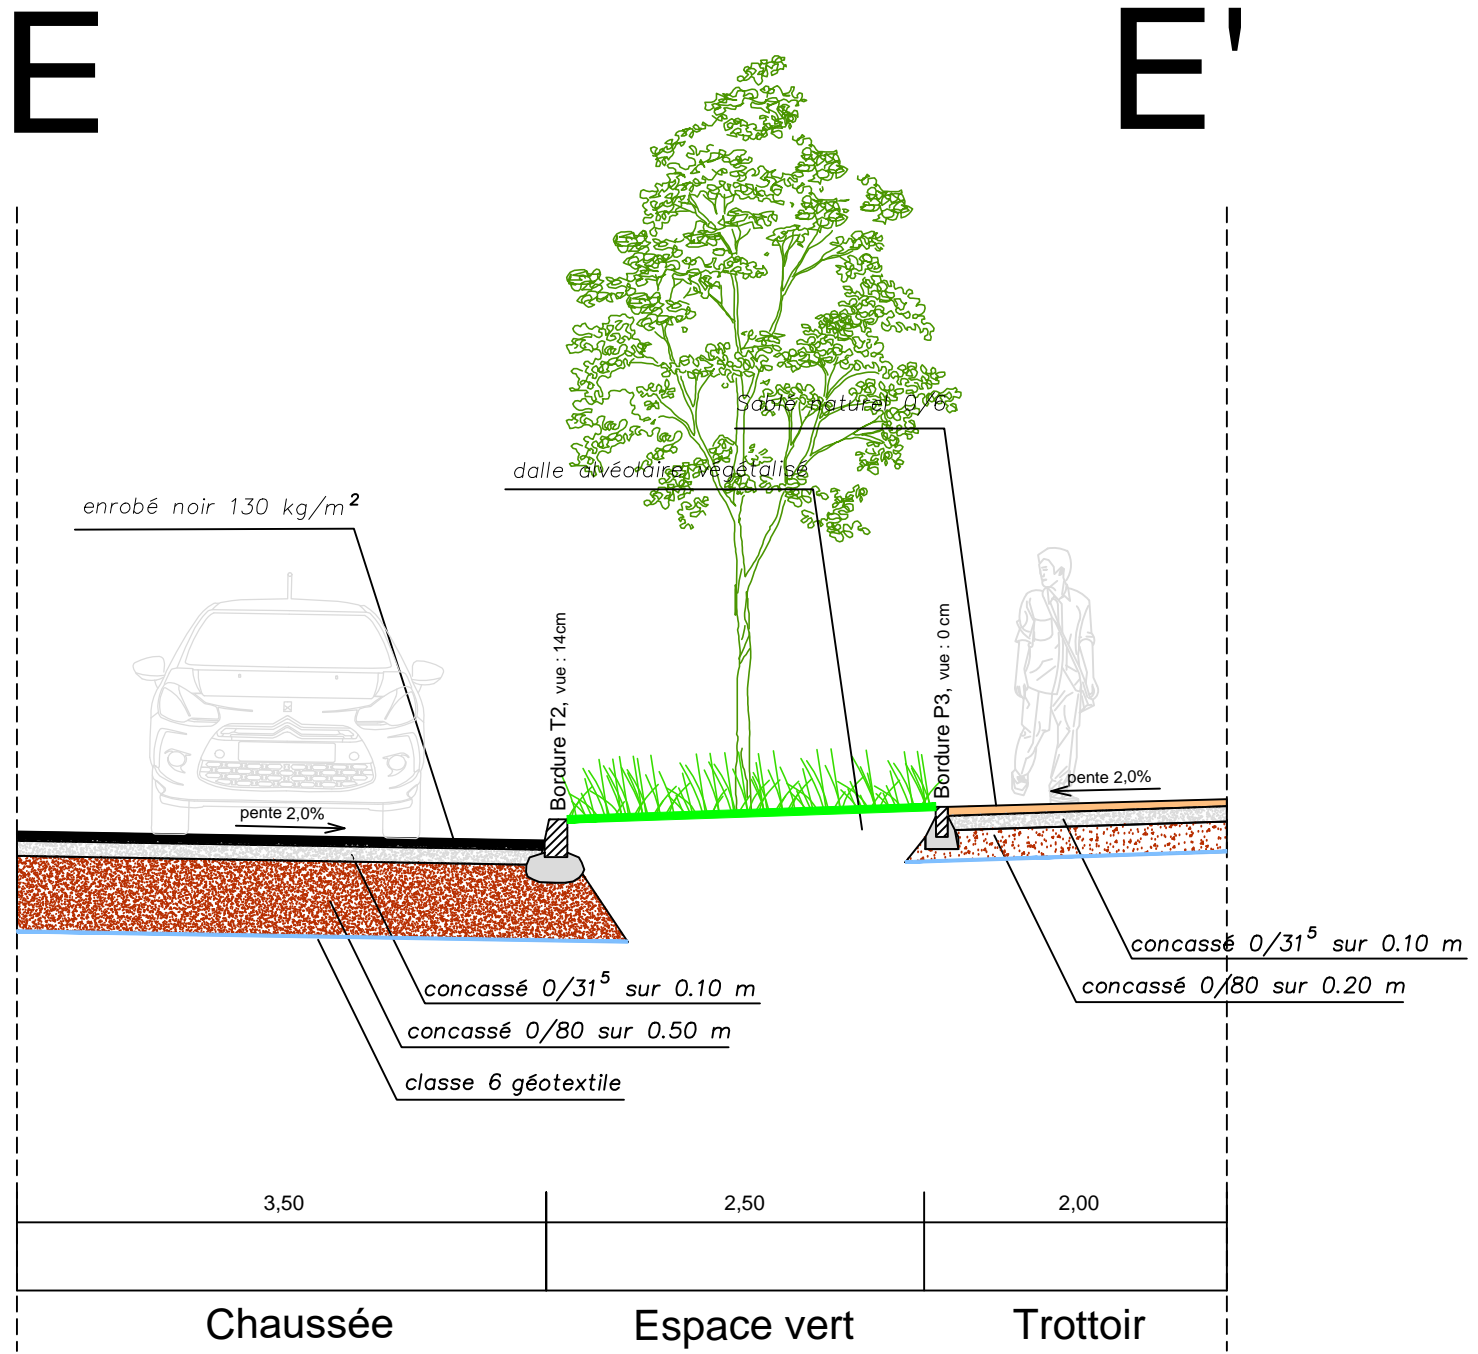 E
E'
Sable naturel 0/6
dalle alvéolaire végétalisé
enrobé noir 130 kg/m²
Bordure T2, vue : 14cm
Bordure P3, vue : 0 cm
pente 2,0%
pente 2,0%
concassé 0/31⁵ sur 0.10 m
concassé 0/80 sur 0.20 m
concassé 0/31⁵ sur 0.10 m
concassé 0/80 sur 0.50 m
classe 6 géotextile
3,50
2,50
2,00
Chaussée
Espace vert
Trottoir